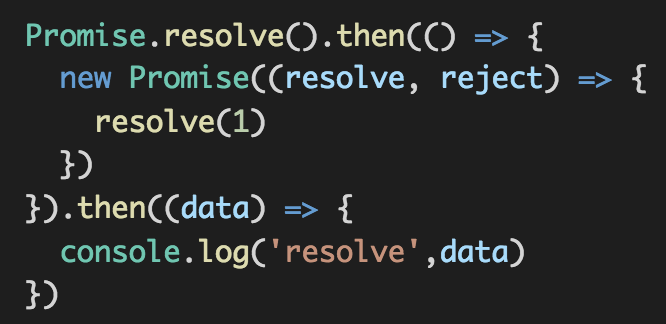 Promise.resolve().then(() => {
  new Promise((resolve, reject) => {
    resolve(1)
  })
}).then((data) => {
  console.log('resolve',data)
})